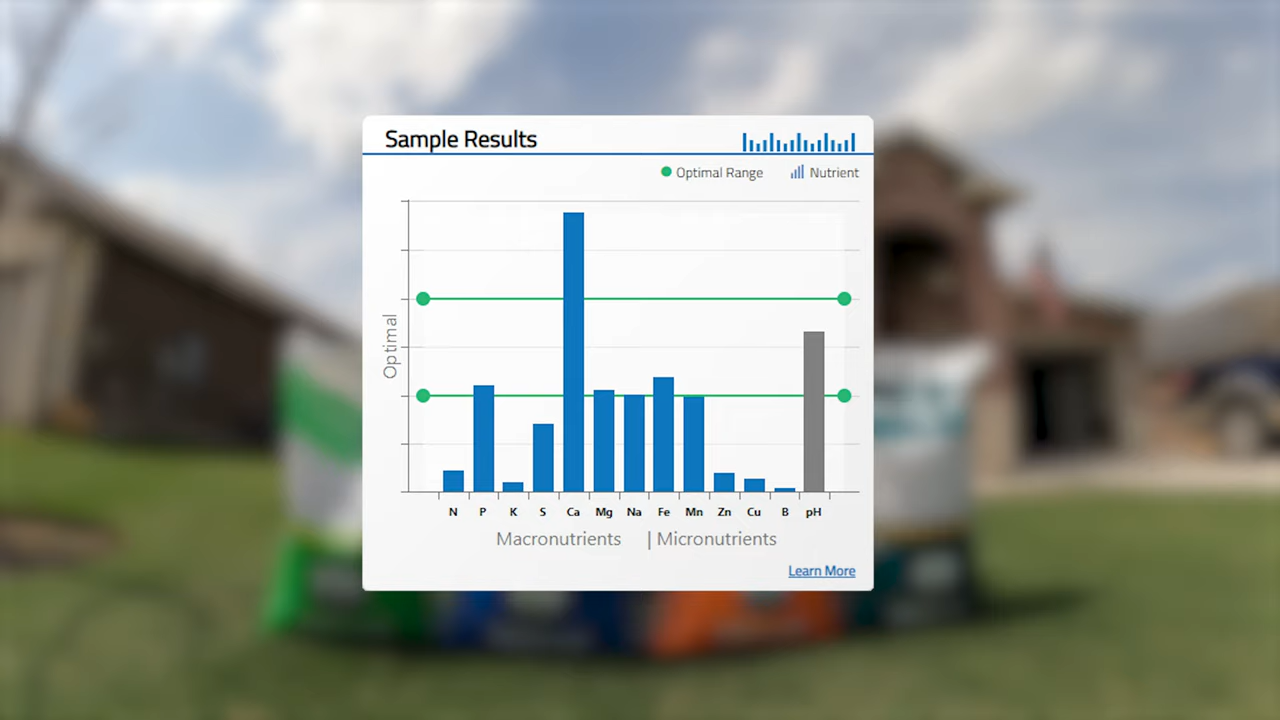 Sample Results
Optimal Range
Nutrient
Optimal
N P K S Ca Mg Na Fe Mn Zn Cu B pH
Macronutrients | Micronutrients
Learn More